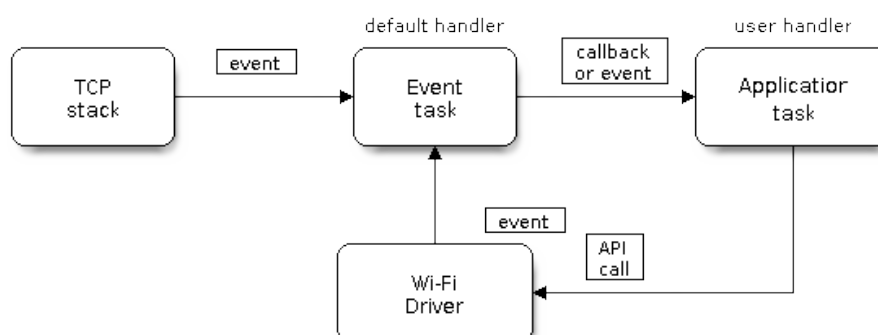 default handler
user handler
event
callback
or event
TCP
stack
Event
task
Application
task
event
API
call
Wi-Fi
Driver